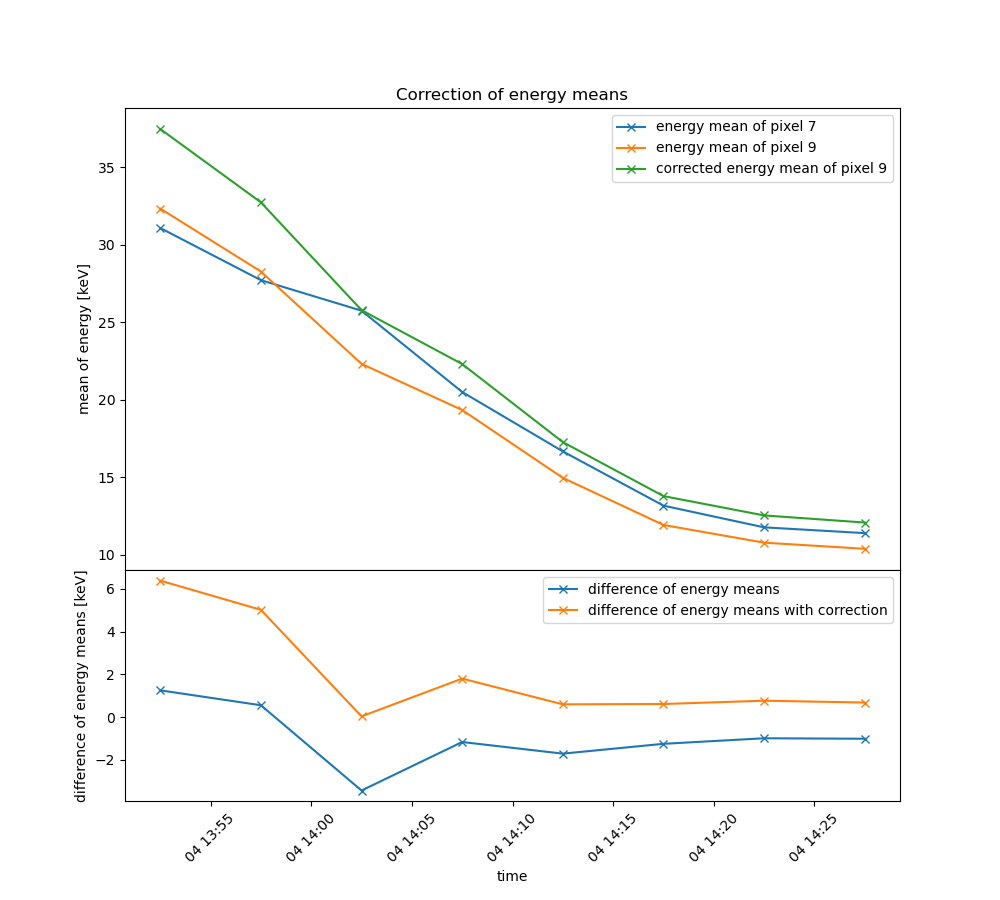 Correction of energy means
energy mean of pixel 7
energy mean of pixel 9
corrected energy mean of pixel 9
mean of energy [keV]
35
30
25
20
15
10
difference of energy means
difference of energy means with correction
difference of energy means [keV]
6
4
2
0
−2
04 13:55
04 14:00
04 14:05
04 14:10
04 14:15
04 14:20
04 14:25
time